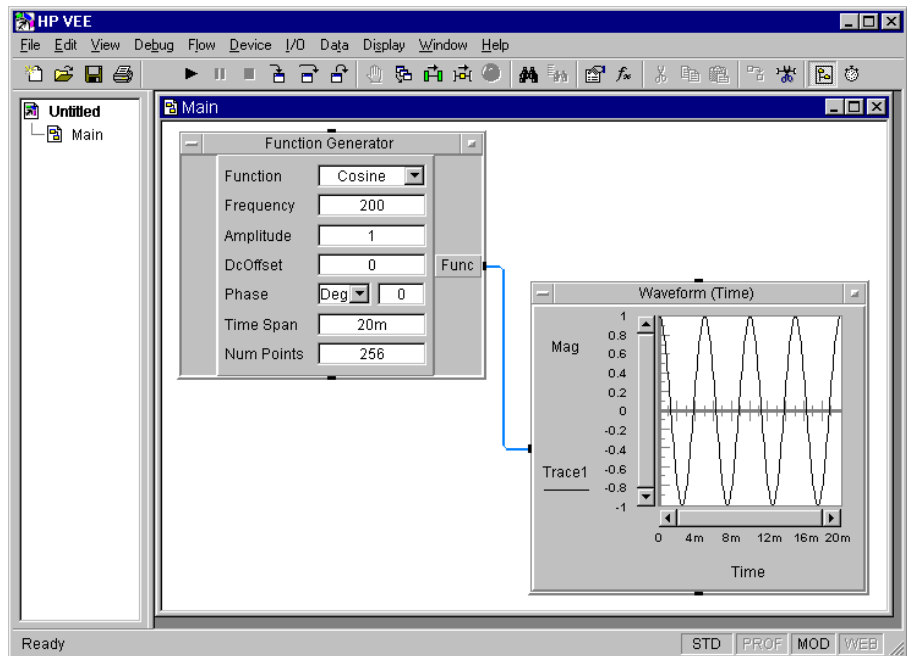 HP VEE
File Edit View Debug Flow Device I/O Data Display Window Help
Untitled
Main
Main
Function Generator
Function Cosine
Frequency 200
Amplitude 1
DcOffset 0
Func
Phase Deg 0
Time Span 20m
Num Points 256
Waveform (Time)
Mag
1
0.8
0.6
0.4
0.2
0
-0.2
-0.4
-0.6
-0.8
-1
Trace1
0 4m 8m 12m 16m 20m
Time
Ready
STD PROF MOD WEB